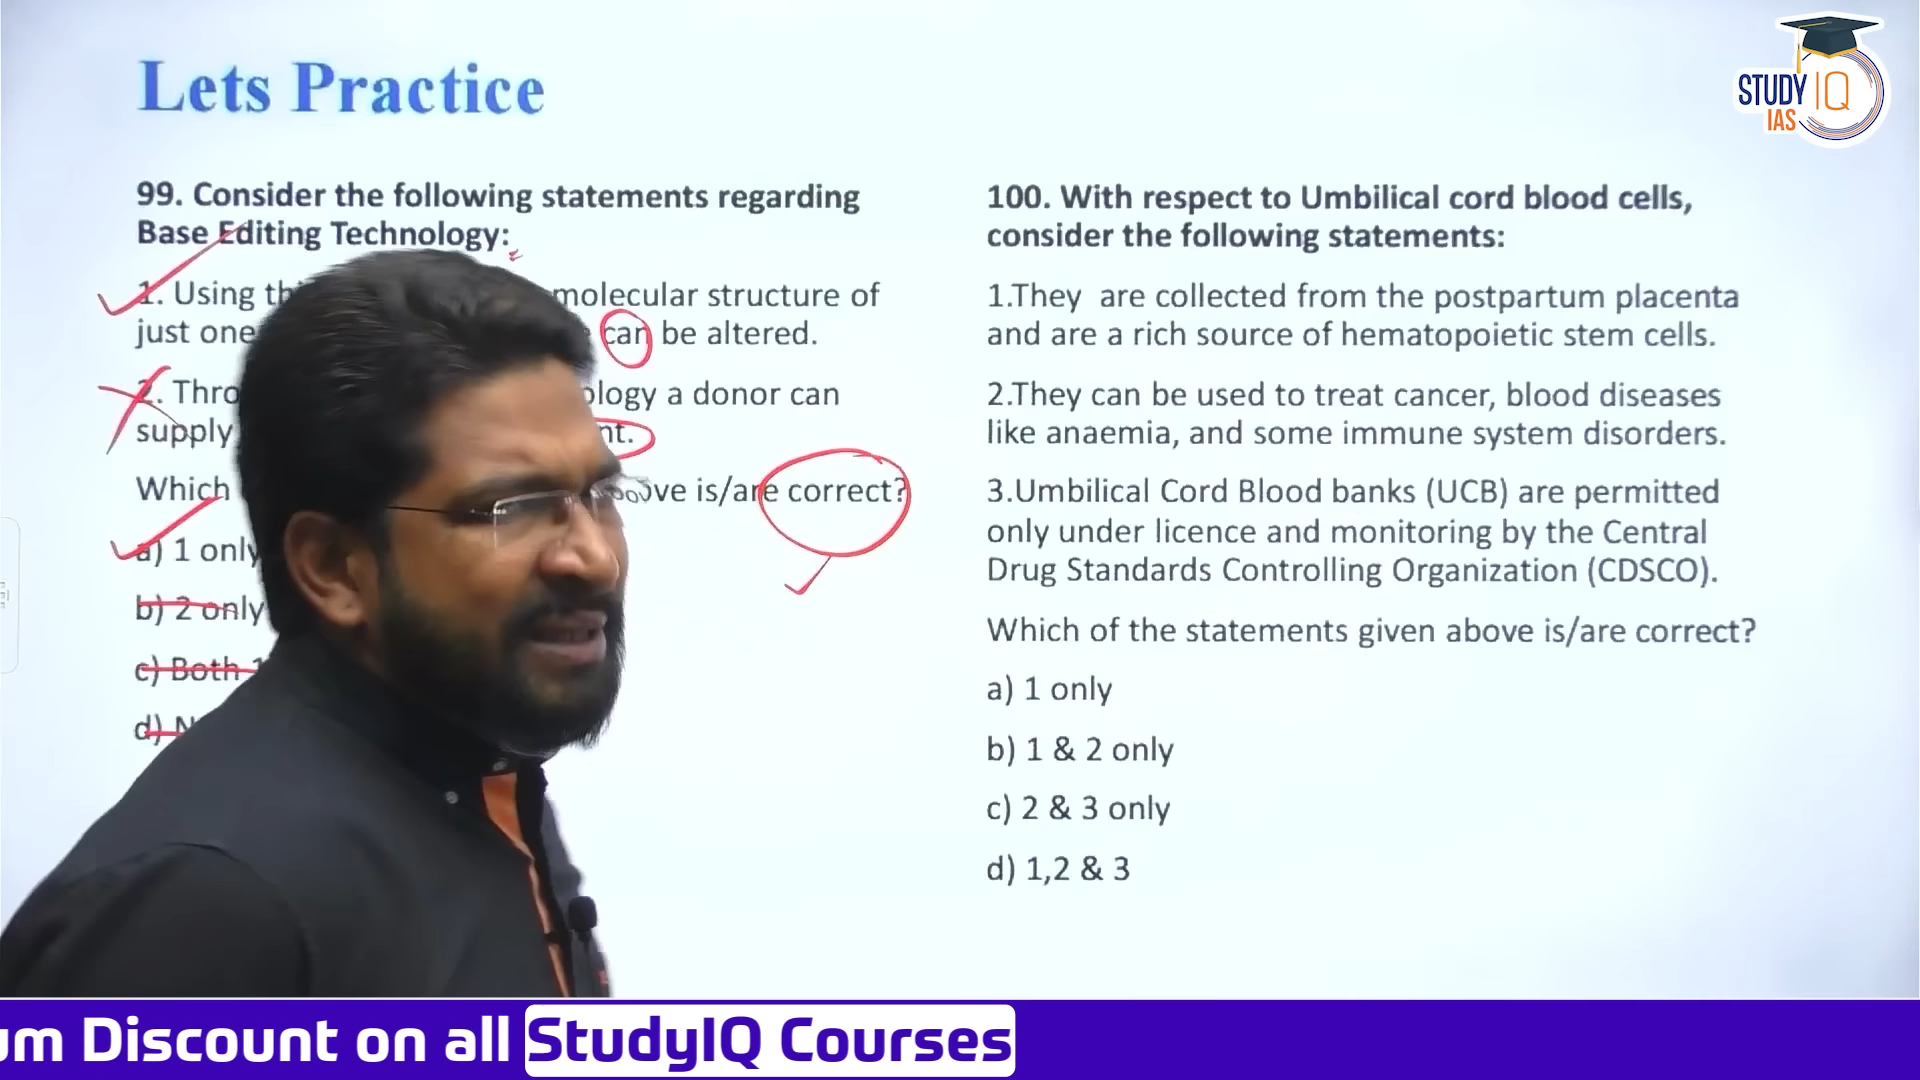 Lets Practice
STUDY IQ
IAS
99. Consider the following statements regarding
Base Editing Technology:
1. Using molecular structure of
just one can be altered.
2. a donor can
supply
Which is/are correct?
a) 1 only
b) 2 only
c) Both
d)
100. With respect to Umbilical cord blood cells,
consider the following statements:
1.They are collected from the postpartum placenta
and are a rich source of hematopoietic stem cells.
2.They can be used to treat cancer, blood diseases
like anaemia, and some immune system disorders.
3.Umbilical Cord Blood banks (UCB) are permitted
only under licence and monitoring by the Central
Drug Standards Controlling Organization (CDSCO).
Which of the statements given above is/are correct?
a) 1 only
b) 1 & 2 only
c) 2 & 3 only
d) 1,2 & 3
Discount on all StudyIQ Courses